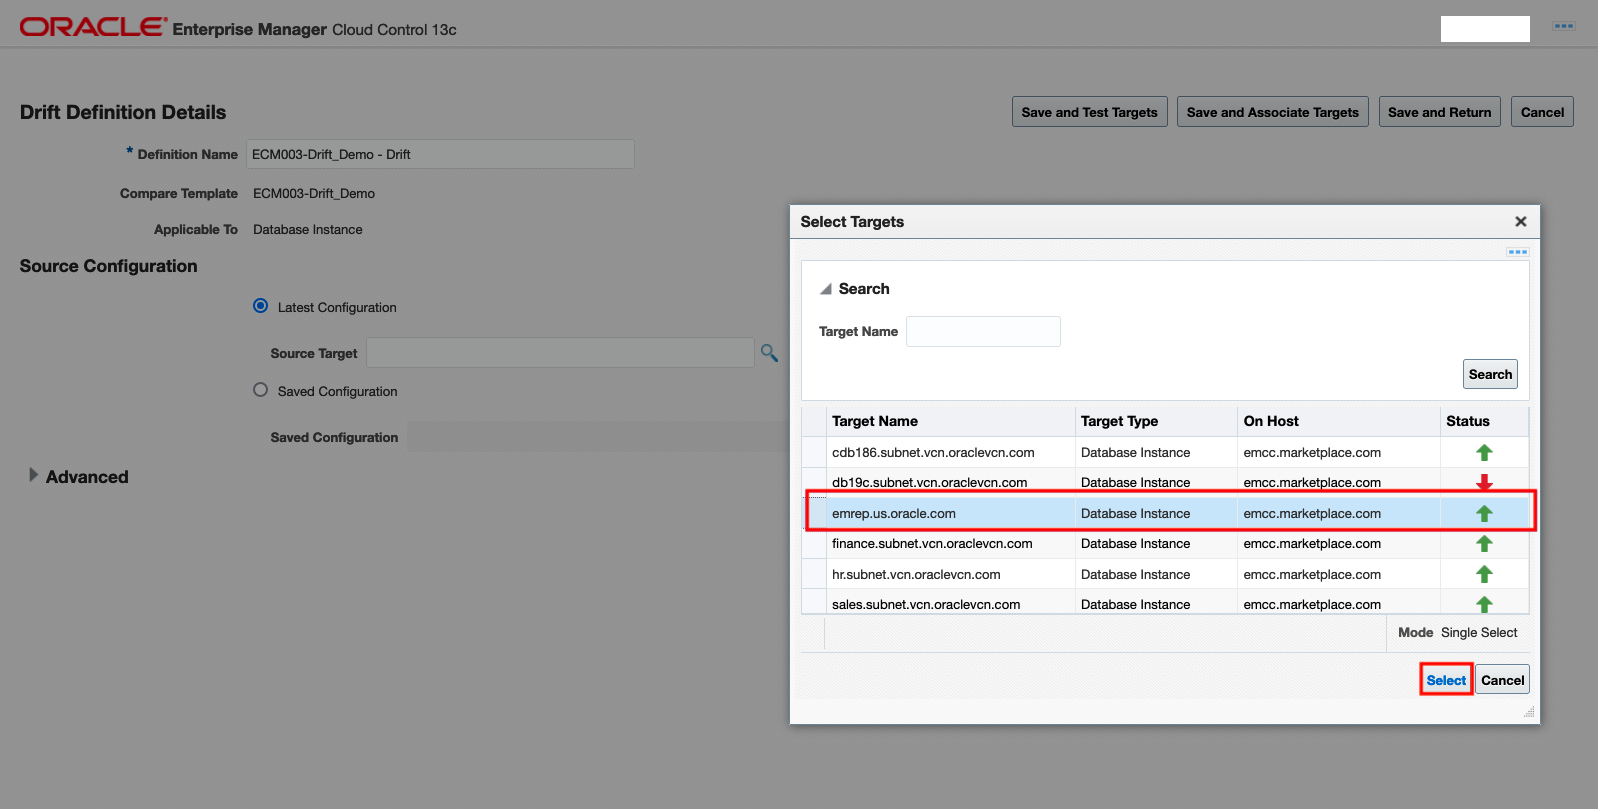 ORACLE® Enterprise Manager Cloud Control 13c
Drift Definition Details
Save and Test Targets Save and Associate Targets Save and Return Cancel
* Definition Name ECM003-Drift_Demo - Drift
Compare Template ECM003-Drift_Demo
Applicable To Database Instance
Source Configuration
Latest Configuration
Source Target
Saved Configuration
Saved Configuration
Advanced
Select Targets
Search
Target Name
Search
Target Name Target Type On Host Status
cdb186.subnet.vcn.oraclevcn.com Database Instance emcc.marketplace.com
db19c.subnet.vcn.oraclevcn.com Database Instance emcc.marketplace.com
emrep.us.oracle.com Database Instance emcc.marketplace.com
finance.subnet.vcn.oraclevcn.com Database Instance emcc.marketplace.com
hr.subnet.vcn.oraclevcn.com Database Instance emcc.marketplace.com
sales.subnet.vcn.oraclevcn.com Database Instance emcc.marketplace.com
Mode Single Select
Select Cancel